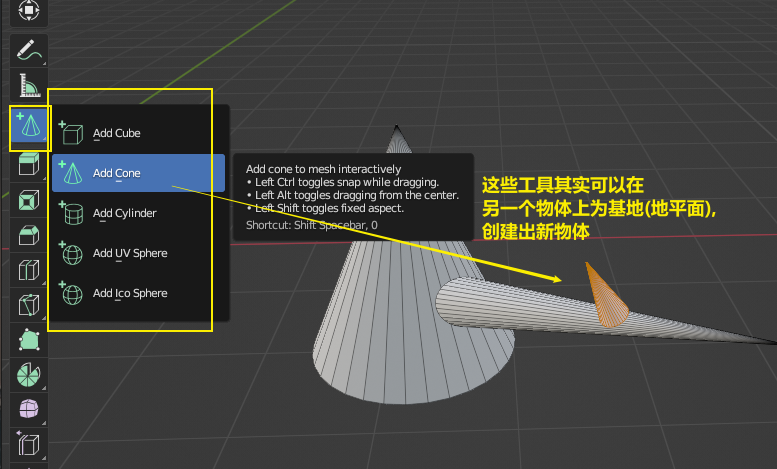 Add Cube
Add Cone
Add Cylinder
Add UV Sphere
Add Ico Sphere
Add cone to mesh interactively
• Left Ctrl toggles snap while dragging.
• Left Alt toggles dragging from the center.
• Left Shift toggles fixed aspect.
Shortcut: Shift Spacebar, 0
这些工具其实可以在
另一个物体上为基地(地平面),
创建出新物体